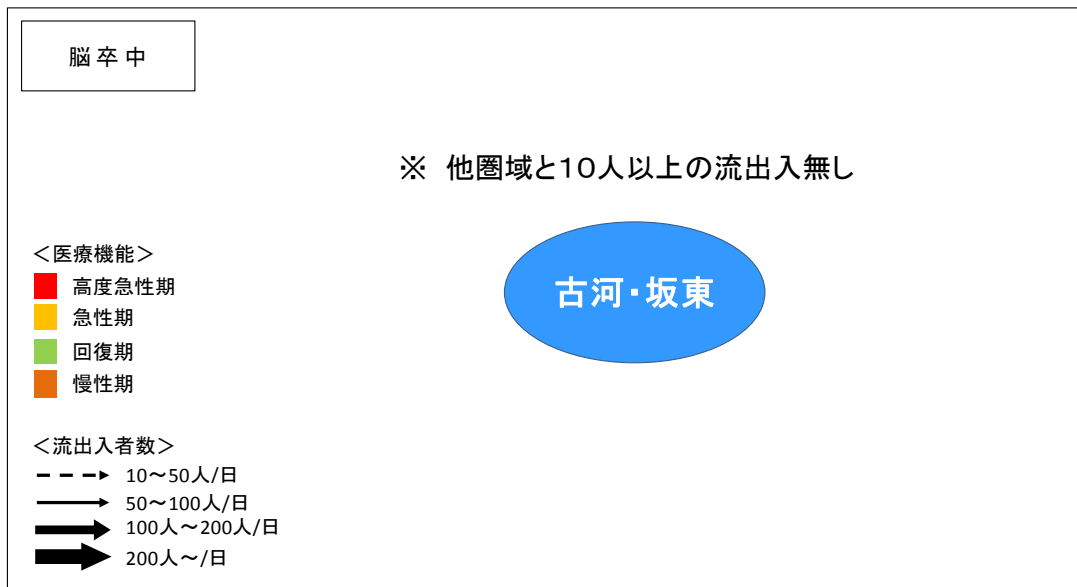 脳卒中
※ 他圏域と10人以上の流出入無し
古河・坂東
＜医療機能＞
高度急性期
急性期
回復期
慢性期
＜流出入者数＞
10～50人/日
50～100人/日
100人～200人/日
200人～/日